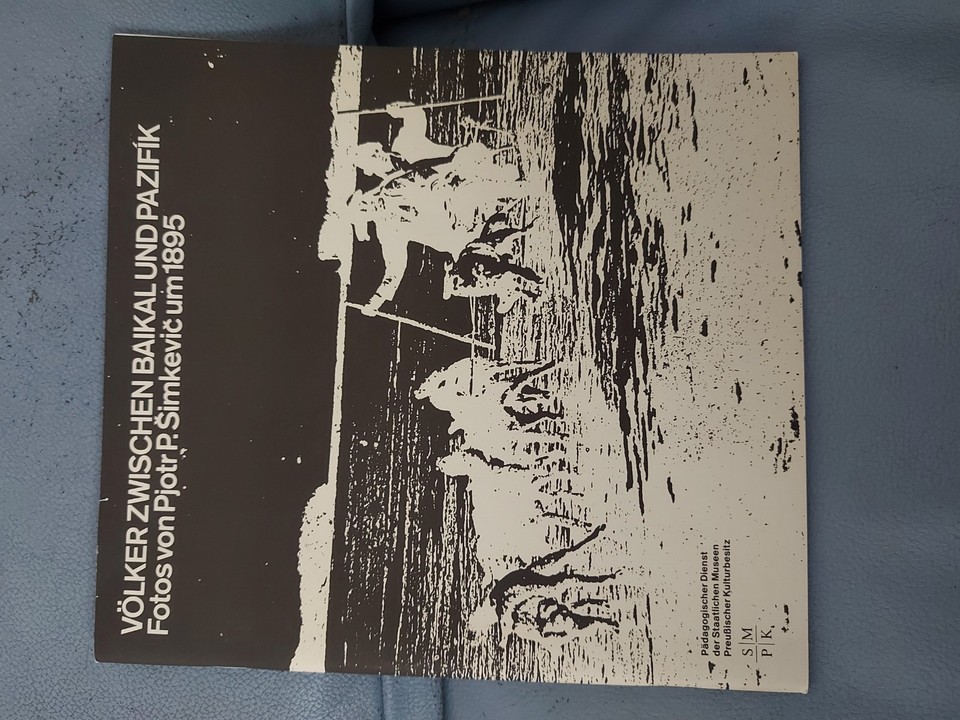 VÖLKER ZWISCHEN BAIKAL UND PAZIFIK
Fotos von Pjotr P. Šimkevič um 1895
Pädagogischer Dienst
der Staatlichen Museen
Preußischer Kulturbesitz
S M
P K